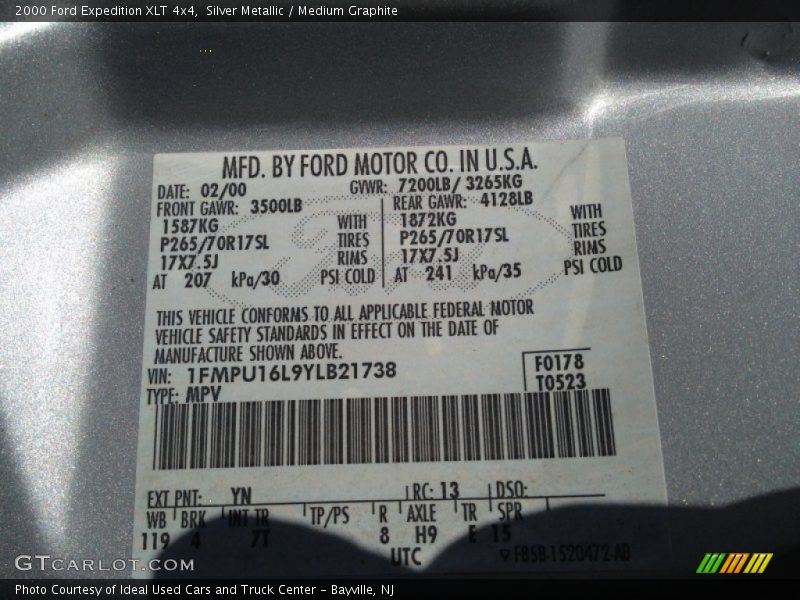 2000 Ford Expedition XLT 4x4, Silver Metallic / Medium Graphite
MFD. BY FORD MOTOR CO. IN U.S.A.
DATE: 02/00 GVWR: 7200LB/ 3265KG
FRONT GAWR: 3500LB REAR GAWR: 4128LB
1587KG WITH 1872KG WITH
P265/70R17SL TIRES P265/70R17SL TIRES
17X7.5J RIMS 17X7.5J RIMS
AT 207 kPa/30 PSI COLD AT 241 kPa/35 PSI COLD
THIS VEHICLE CONFORMS TO ALL APPLICABLE FEDERAL MOTOR
VEHICLE SAFETY STANDARDS IN EFFECT ON THE DATE OF
MANUFACTURE SHOWN ABOVE.
VIN: 1FMPU16L9YLB21738 F0178
TYPE: MPV T0523
EXT PNT: YN RC: 13 DSO:
WB BRK INT TR TP/PS R AXLE TR SPR
119 4 7T 8 H9 E 15
UTC ▽ F85B-1520472-AB
GTCARLOT.COM
Photo Courtesy of Ideal Used Cars and Truck Center - Bayville, NJ